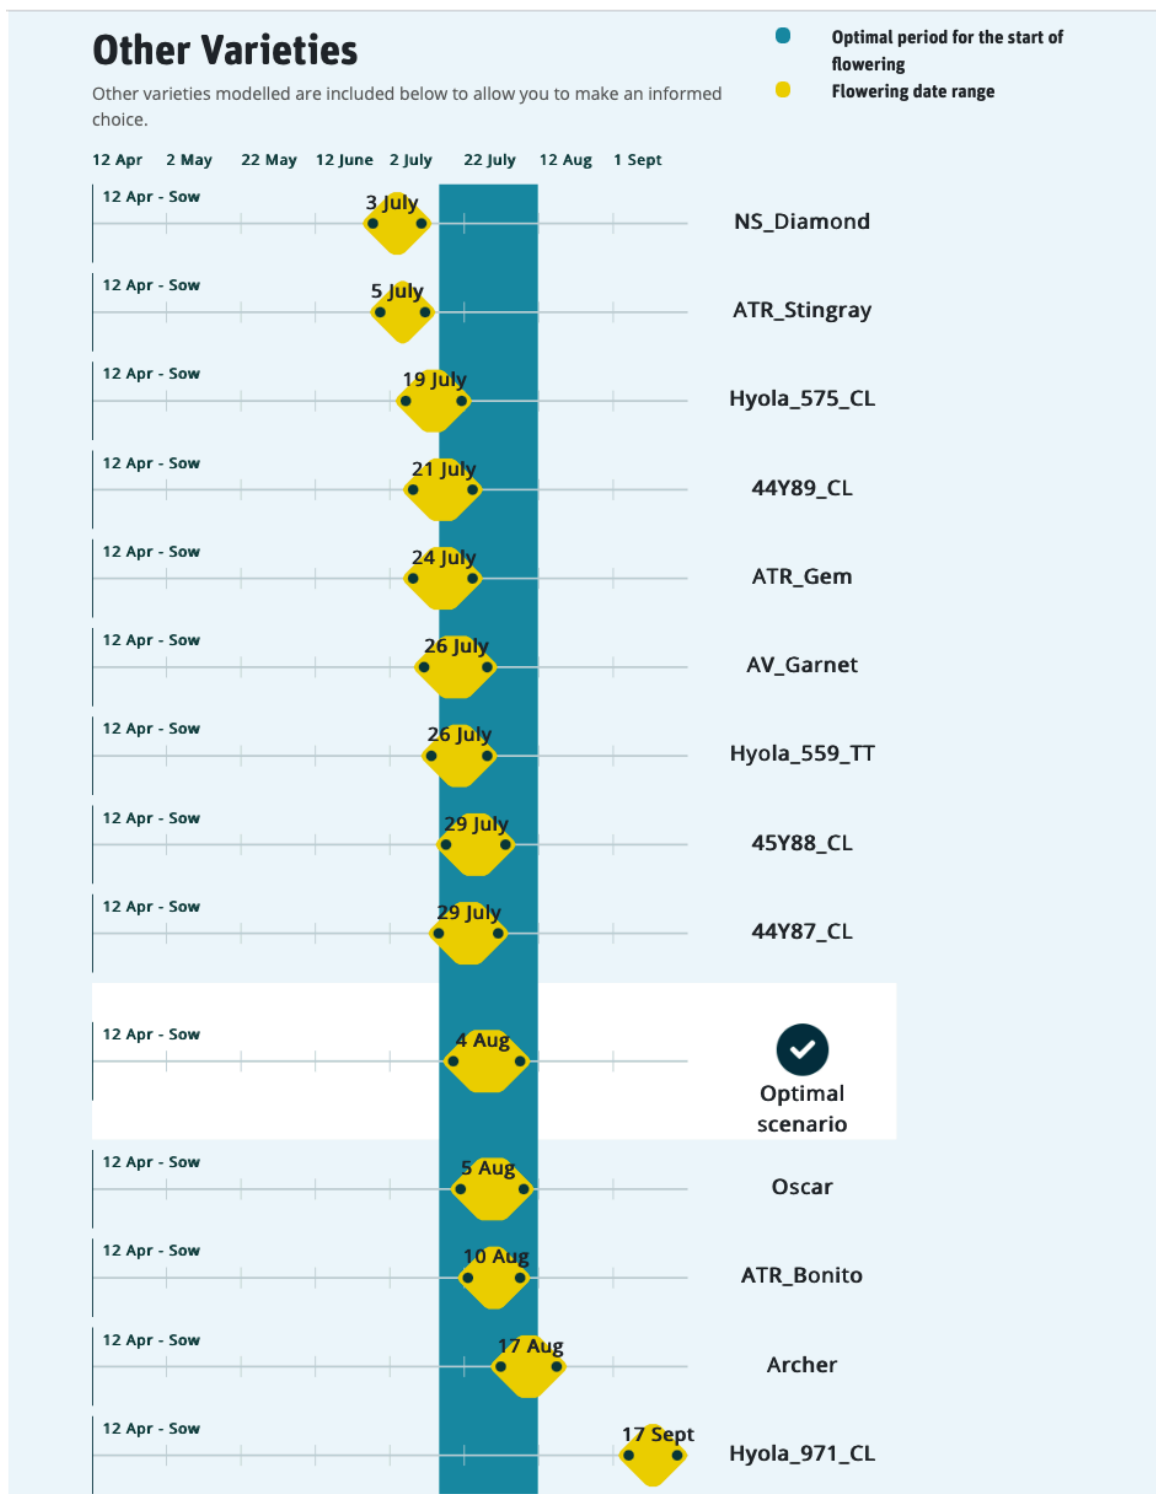 Other Varieties
Other varieties modelled are included below to allow you to make an informed
choice.
Optimal period for the start of
flowering
Flowering date range
12 Apr 2 May 22 May 12 June 2 July 22 July 12 Aug 1 Sept
12 Apr - Sow
3 July
NS_Diamond
12 Apr - Sow
5 July
ATR_Stingray
12 Apr - Sow
19 July
Hyola_575_CL
12 Apr - Sow
21 July
44Y89_CL
12 Apr - Sow
24 July
ATR_Gem
12 Apr - Sow
26 July
AV_Garnet
12 Apr - Sow
26 July
Hyola_559_TT
12 Apr - Sow
29 July
45Y88_CL
12 Apr - Sow
29 July
44Y87_CL
12 Apr - Sow
4 Aug
Optimal
scenario
12 Apr - Sow
5 Aug
Oscar
12 Apr - Sow
10 Aug
ATR_Bonito
12 Apr - Sow
17 Aug
Archer
12 Apr - Sow
17 Sept
Hyola_971_CL